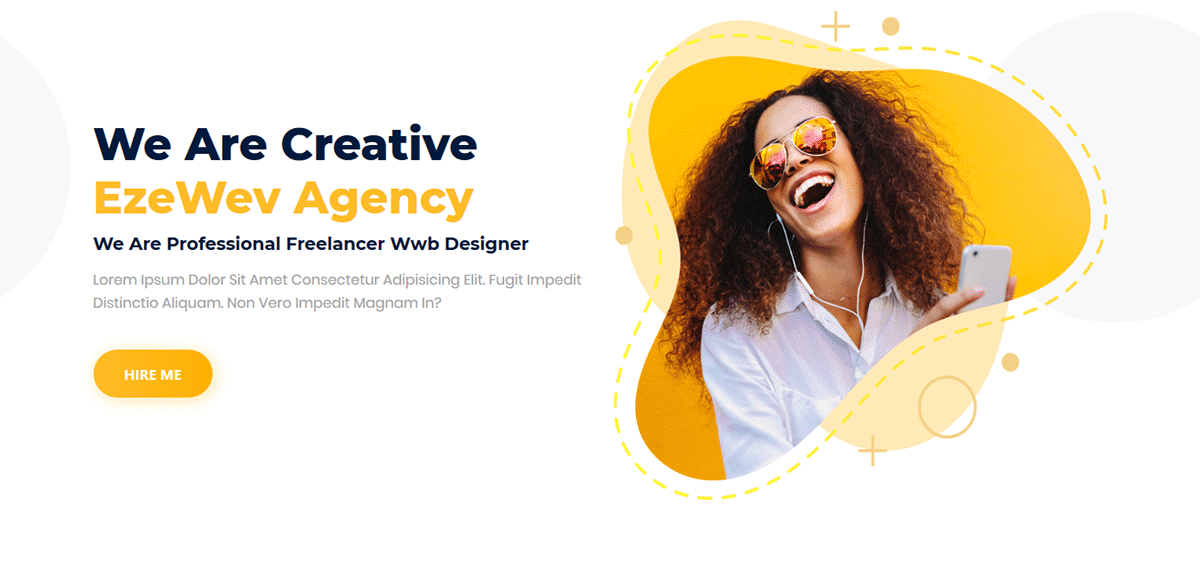 We Are Creative
EzeWev Agency
We Are Professional Freelancer Wwb Designer
Lorem Ipsum Dolor Sit Amet Consectetur Adipisicing Elit. Fugit Impedit
Distinctio Aliquam. Non Vero Impedit Magnam In?
HIRE ME